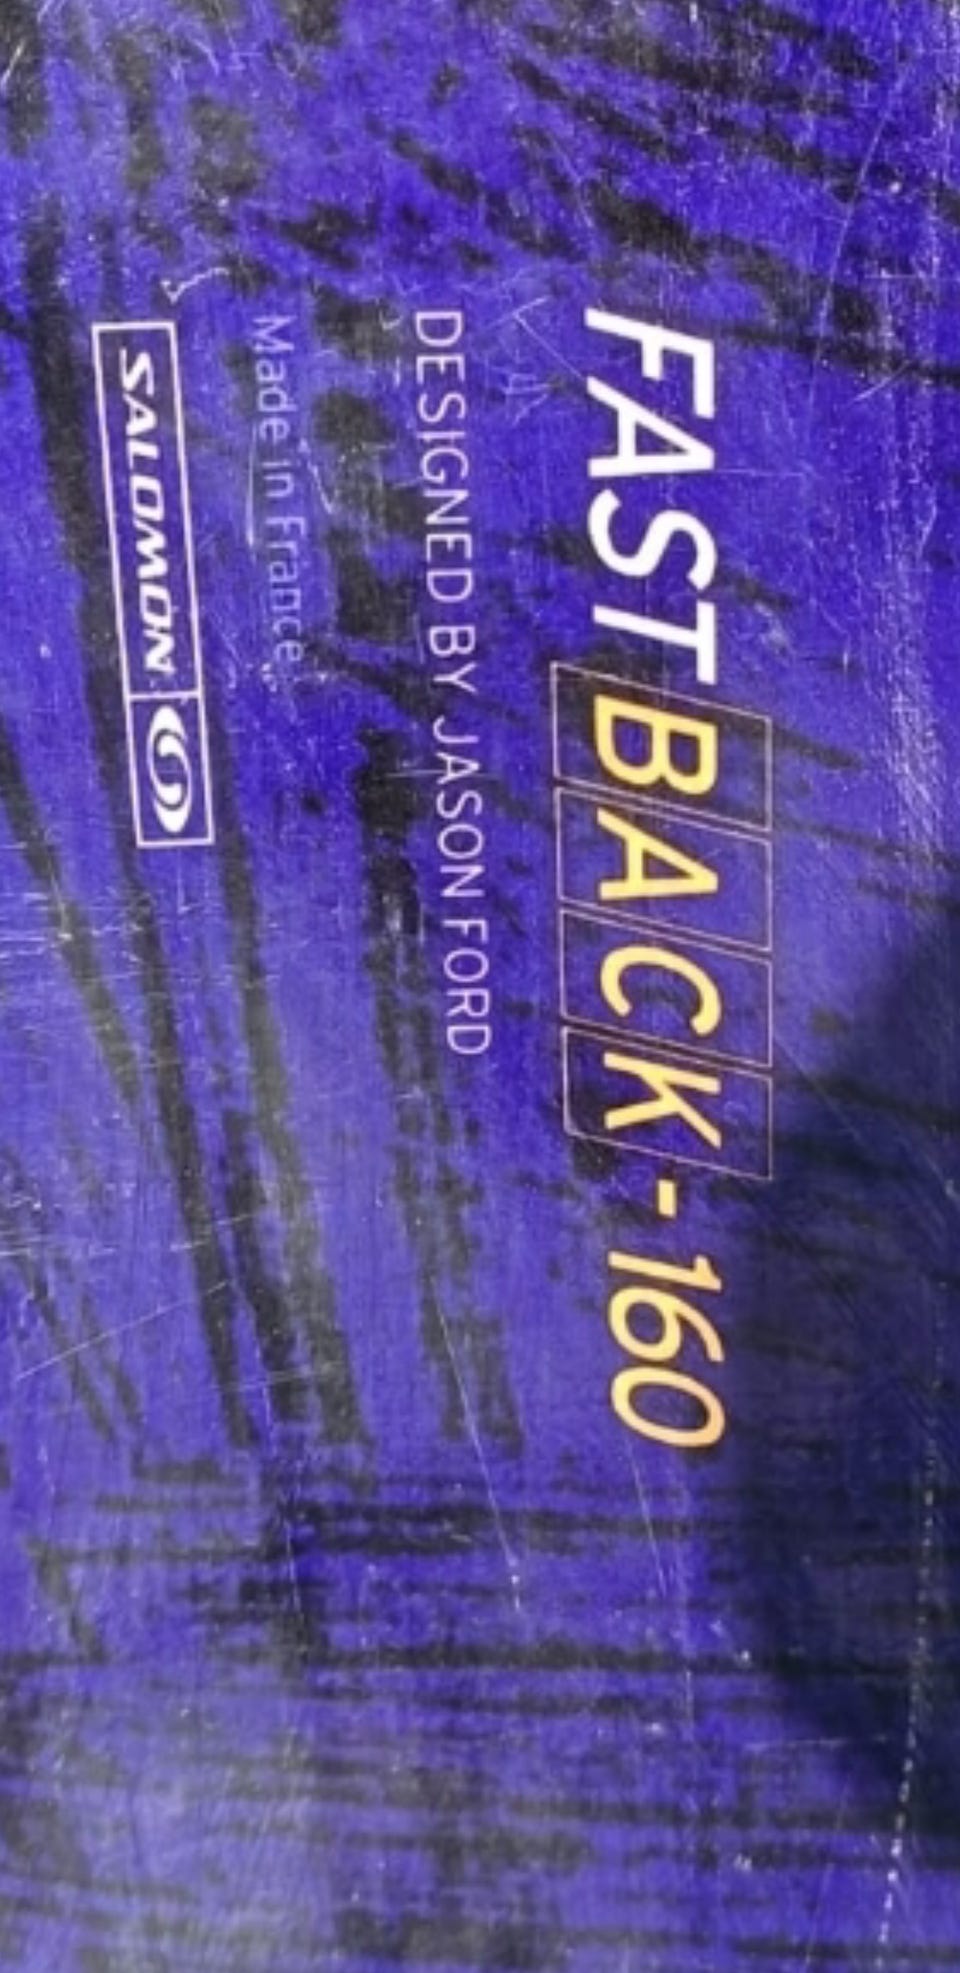 FASTBACK-160
DESIGNED BY JASON FORD
Made in France
SALOMON